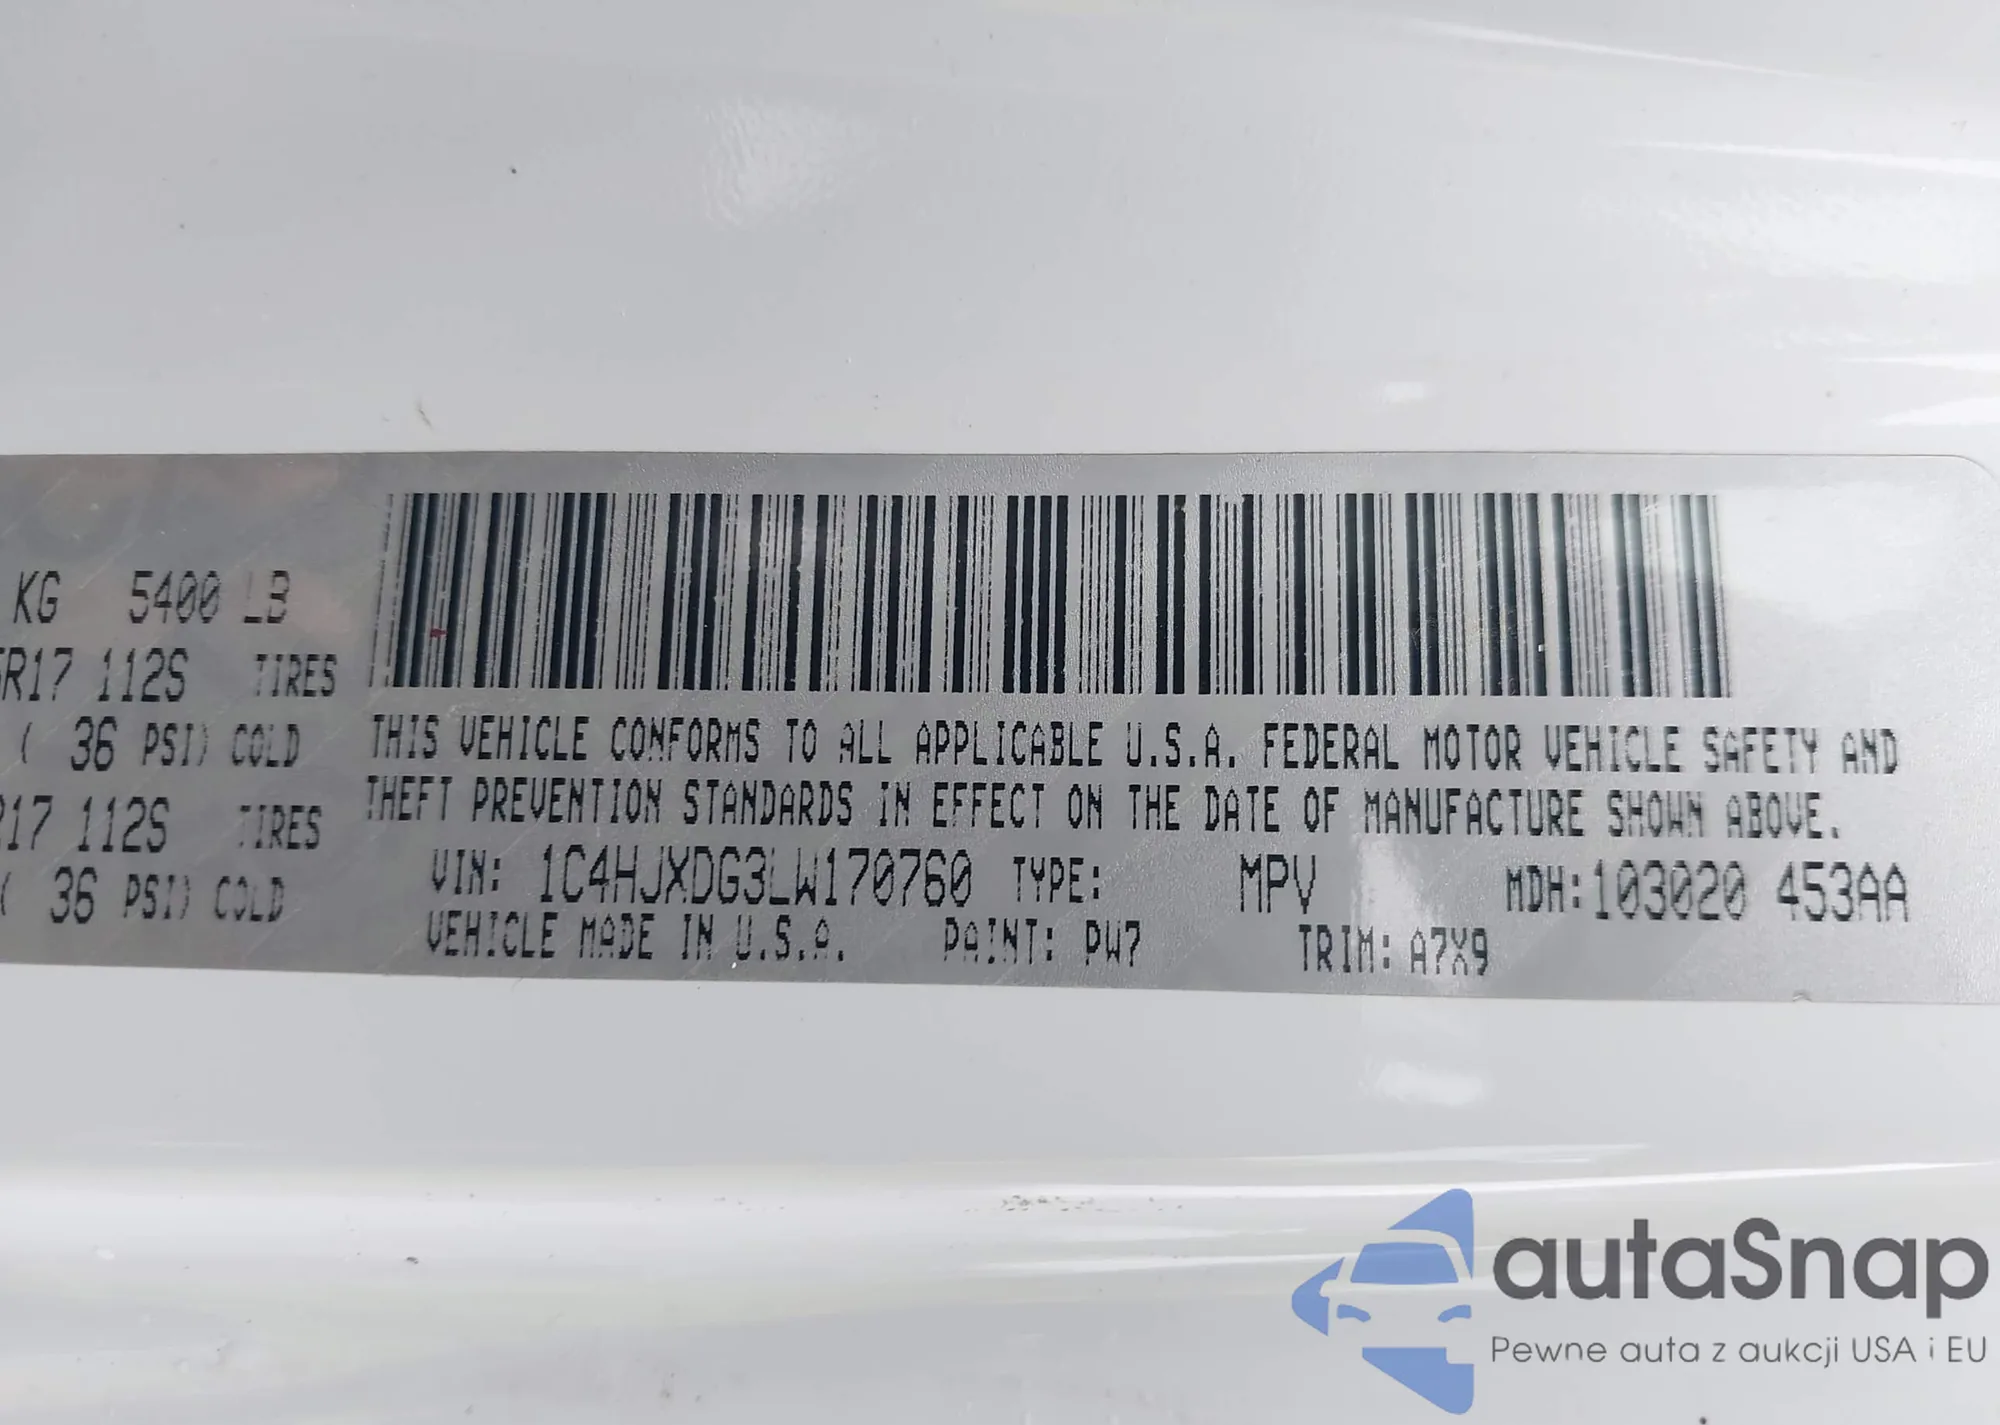 KG 5400 LB
R17 112S TIRES
( 36 PSI) COLD
R17 112S TIRES
( 36 PSI) COLD
THIS VEHICLE CONFORMS TO ALL APPLICABLE U.S.A. FEDERAL MOTOR VEHICLE SAFETY AND
THEFT PREVENTION STANDARDS IN EFFECT ON THE DATE OF MANUFACTURE SHOWN ABOVE.
VIN: 1C4HJXDG3LW170760 TYPE: MPV MDH:103020 453AA
VEHICLE MADE IN U.S.A. PAINT: PW7 TRIM: A7X9
autaSnap
Pewne auta z aukcji USA i EU